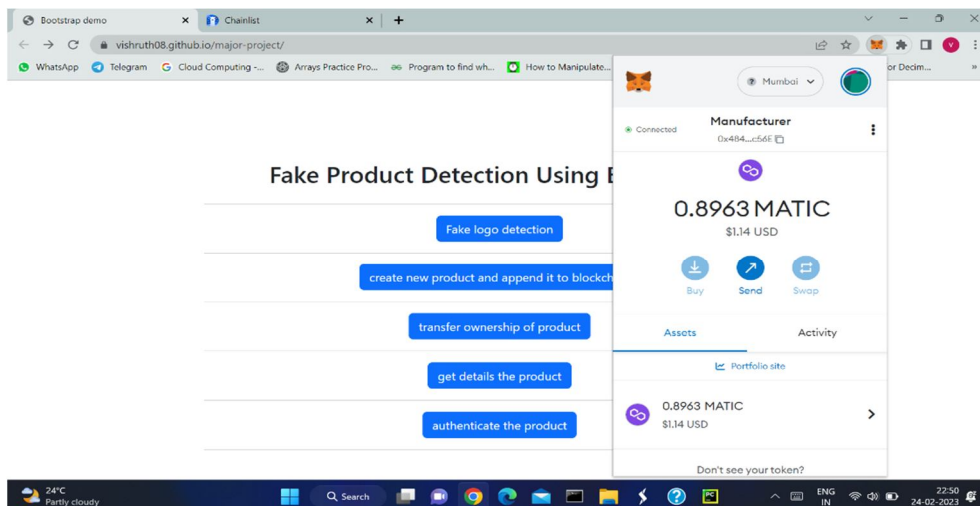 Bootstrap demo
Chainlist
vishruth08.github.io/major-project/
WhatsApp
Telegram
Cloud Computing -...
Arrays Practice Pro...
Program to find wh...
How to Manipulate...
or Decim...
Mumbai
Connected
Manufacturer
0x484...c56E
0.8963 MATIC
$1.14 USD
Buy
Send
Swap
Assets
Activity
Portfolio site
0.8963 MATIC
$1.14 USD
Don't see your token?
Fake Product Detection Using
Fake logo detection
create new product and append it to blockch
transfer ownership of product
get details the product
authenticate the product
24°C
Partly cloudy
Search
ENG
IN
22:50
24-02-2023